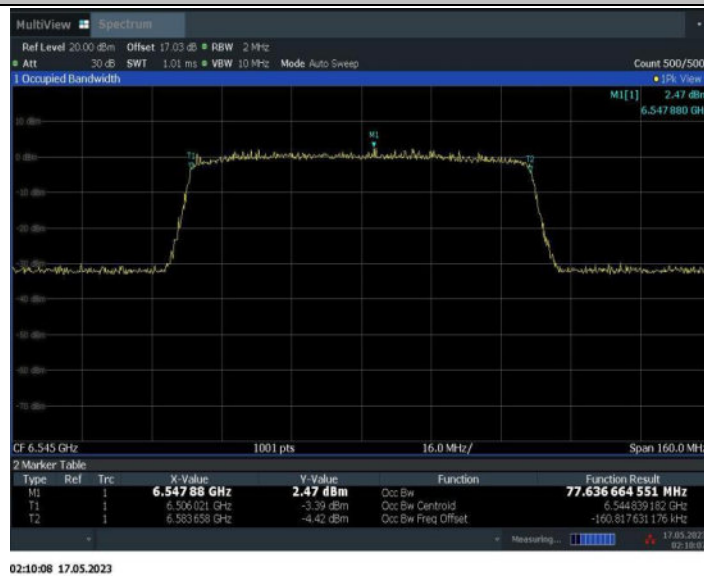 MultiView Spectrum
Ref Level 20.00 dBm Offset 17.03 dB RBW 2 MHz
Att 30 dB SWT 1.01 ms VBW 10 MHz Mode Auto Sweep Count 500/500
1 Occupied Bandwidth 1Pk View
M1[1] 2.47 dBm
6.547 880 GH
10 dBm
M1
0 dBm
T1 T2
-10 dBm
-20 dBm
-30 dBm
-40 dBm
-50 dBm
-60 dBm
-70 dBm
CF 6.545 GHz 1001 pts 16.0 MHz/ Span 160.0 MHz
2 Marker Table
Type Ref Trc X-Value Y-Value Function Function Result
M1 1 6.547 88 GHz 2.47 dBm Occ Bw 77.636 664 551 MHz
T1 1 6.506 021 GHz -3.39 dBm Occ Bw Centroid 6.544 839 182 GHz
T2 1 6.583 658 GHz -4.42 dBm Occ Bw Freq Offset -160.817 631 176 kHz
Measuring... 17.05.2023
02:10:08 17.05.2023